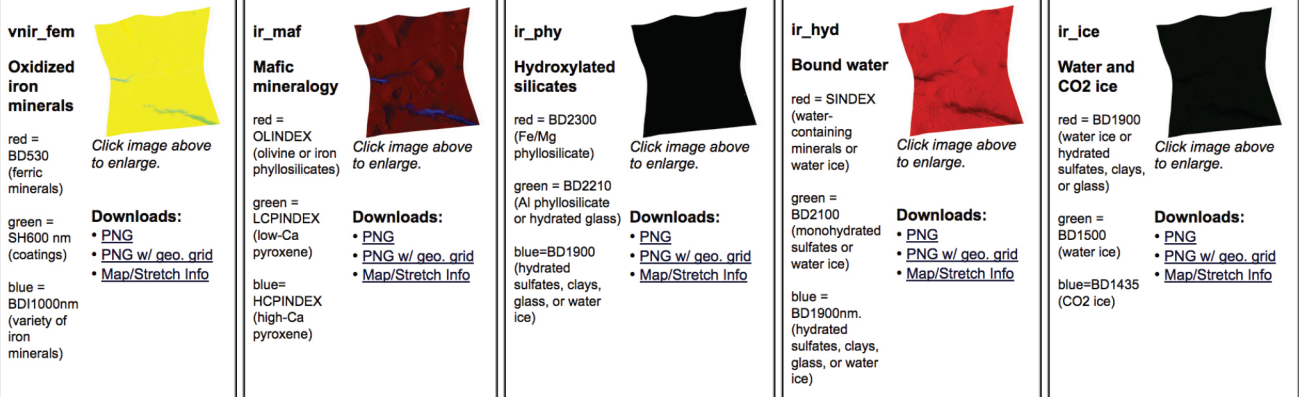 vnir_fem
Oxidized
iron
minerals
red =
BD530
(ferric
minerals)
green =
SH600 nm
(coatings)
blue =
BDI1000nm
(variety of
iron
minerals)
Click image above
to enlarge.
Downloads:
• PNG
• PNG w/ geo. grid
• Map/Stretch Info
ir_maf
Mafic
mineralogy
red =
OLINDEX
(olivine or iron
phyllosilicates)
green =
LCPINDEX
(low-Ca
pyroxene)
blue=
HCPINDEX
(high-Ca
pyroxene)
Click image above
to enlarge.
Downloads:
• PNG
• PNG w/ geo. grid
• Map/Stretch Info
ir_phy
Hydroxylated
silicates
red = BD2300
(Fe/Mg
phyllosilicate)
green = BD2210
(Al phyllosilicate
or hydrated glass)
blue=BD1900
(hydrated
sulfates, clays,
glass, or water
ice)
Click image above
to enlarge.
Downloads:
• PNG
• PNG w/ geo. grid
• Map/Stretch Info
ir_hyd
Bound water
red = SINDEX
(water-
containing
minerals or
water ice)
green =
BD2100
(monohydrated
sulfates or
water ice)
blue =
BD1900nm.
(hydrated
sulfates, clays,
glass, or water
ice)
Click image above
to enlarge.
Downloads:
• PNG
• PNG w/ geo. grid
• Map/Stretch Info
ir_ice
Water and
CO2 ice
red = BD1900
(water ice or
hydrated
sulfates, clays,
or glass)
green =
BD1500
(water ice)
blue=BD1435
(CO2 ice)
Click image above
to enlarge.
Downloads:
• PNG
• PNG w/ geo. grid
• Map/Stretch Info